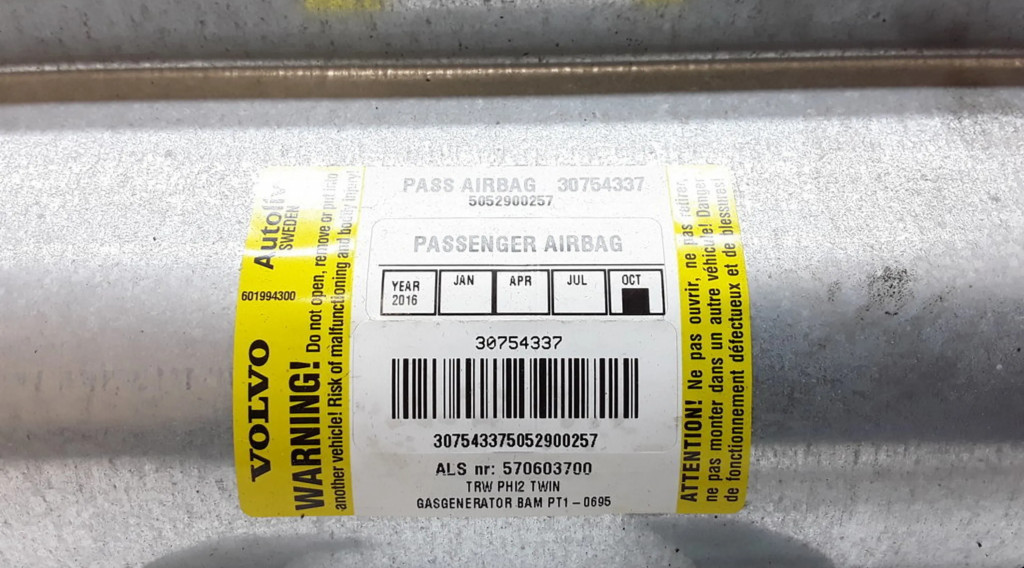 VOLVO
601994300
Autoliv
SWEDEN
WARNING! Do not open, remove or put into
another vehicle! Risk of malfunctioning and bodily injury!
PASS AIRBAG 30754337
5052900257
PASSENGER AIRBAG
YEAR
2016
JAN
APR
JUL
OCT
30754337
307543375052900257
ALS nr: 570603700
TRW PHI2 TWIN
GASGENERATOR BAM PT1-0695
ATTENTION! Ne pas ouvrir, ne pas retirer,
ne pas monter dans un autre véhicule! Danger
de fonctionnement défectueux et de blesstires!